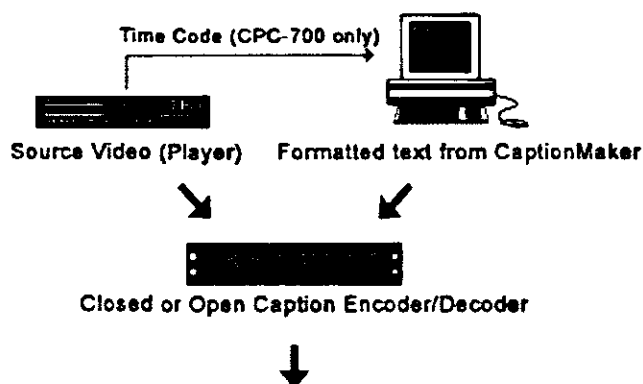 Time Code (CPC-700 only)
Source Video (Player)
Formatted text from CaptionMaker
Closed or Open Caption Encoder/Decoder